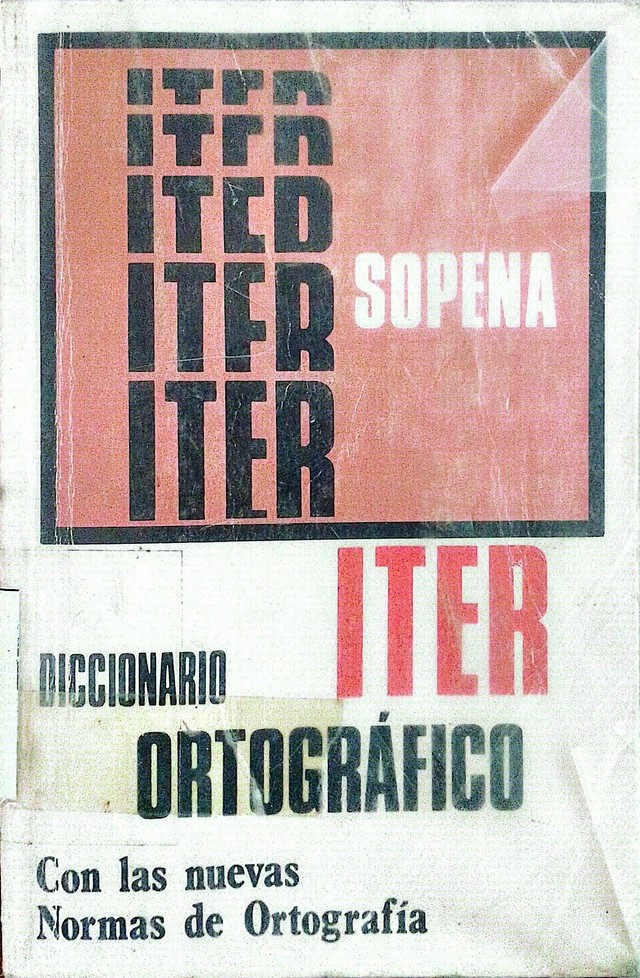 ITER
ITER
ITER
ITER
ITER
SOPENA
ITER
DICCIONARIO
ORTOGRÁFICO
Con las nuevas
Normas de Ortografía